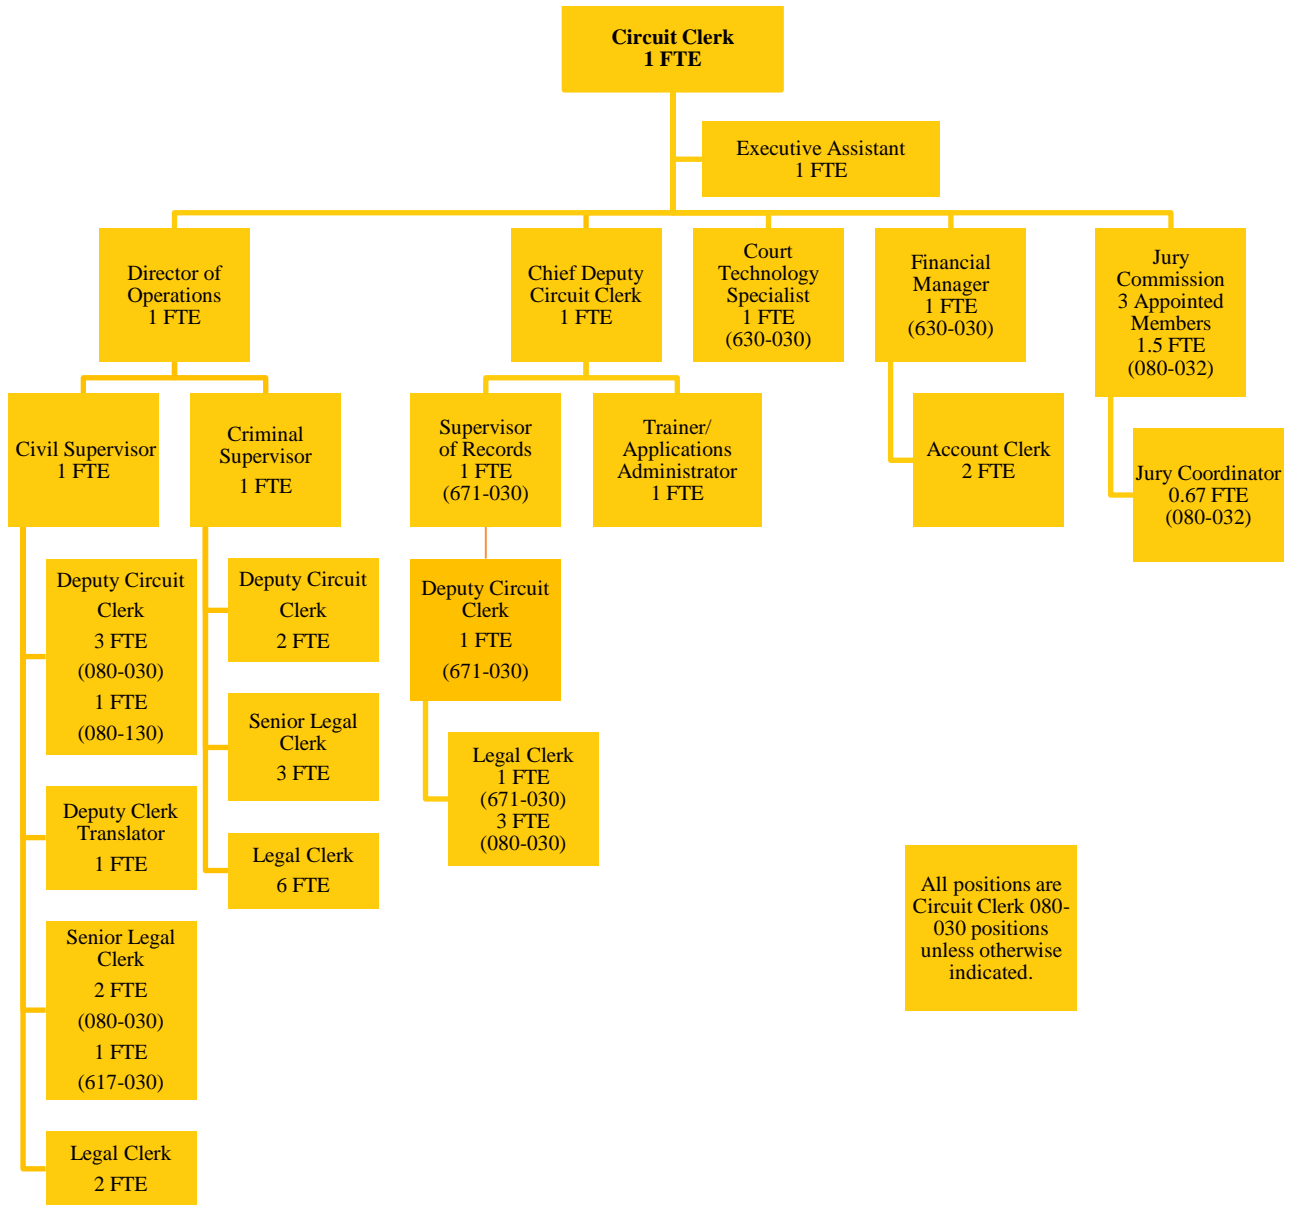 Circuit Clerk
1 FTE
Executive Assistant
1 FTE
Director of
Operations
1 FTE
Chief Deputy
Circuit Clerk
1 FTE
Court
Technology
Specialist
1 FTE
(630-030)
Financial
Manager
1 FTE
(630-030)
Jury
Commission
3 Appointed
Members
1.5 FTE
(080-032)
Civil Supervisor
1 FTE
Criminal
Supervisor
1 FTE
Supervisor
of Records
1 FTE
(671-030)
Trainer/
Applications
Administrator
1 FTE
Account Clerk
2 FTE
Jury Coordinator
0.67 FTE
(080-032)
Deputy Circuit
Clerk
3 FTE
(080-030)
1 FTE
(080-130)
Deputy Clerk
Translator
1 FTE
Senior Legal
Clerk
2 FTE
(080-030)
1 FTE
(617-030)
Legal Clerk
2 FTE
Deputy Circuit
Clerk
2 FTE
Senior Legal
Clerk
3 FTE
Legal Clerk
6 FTE
Deputy Circuit
Clerk
1 FTE
(671-030)
Legal Clerk
1 FTE
(671-030)
3 FTE
(080-030)
All positions are
Circuit Clerk 080-
030 positions
unless otherwise
indicated.